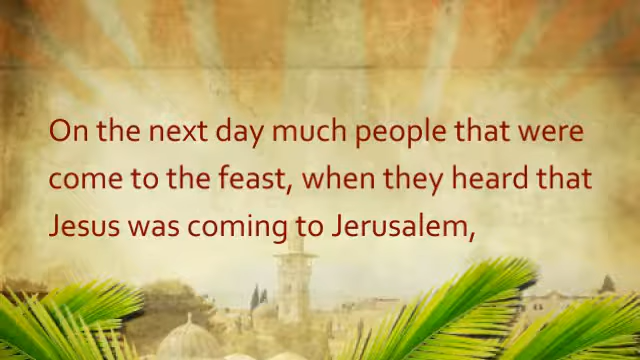 On the next day much people that were
come to the feast, when they heard that
Jesus was coming to Jerusalem,